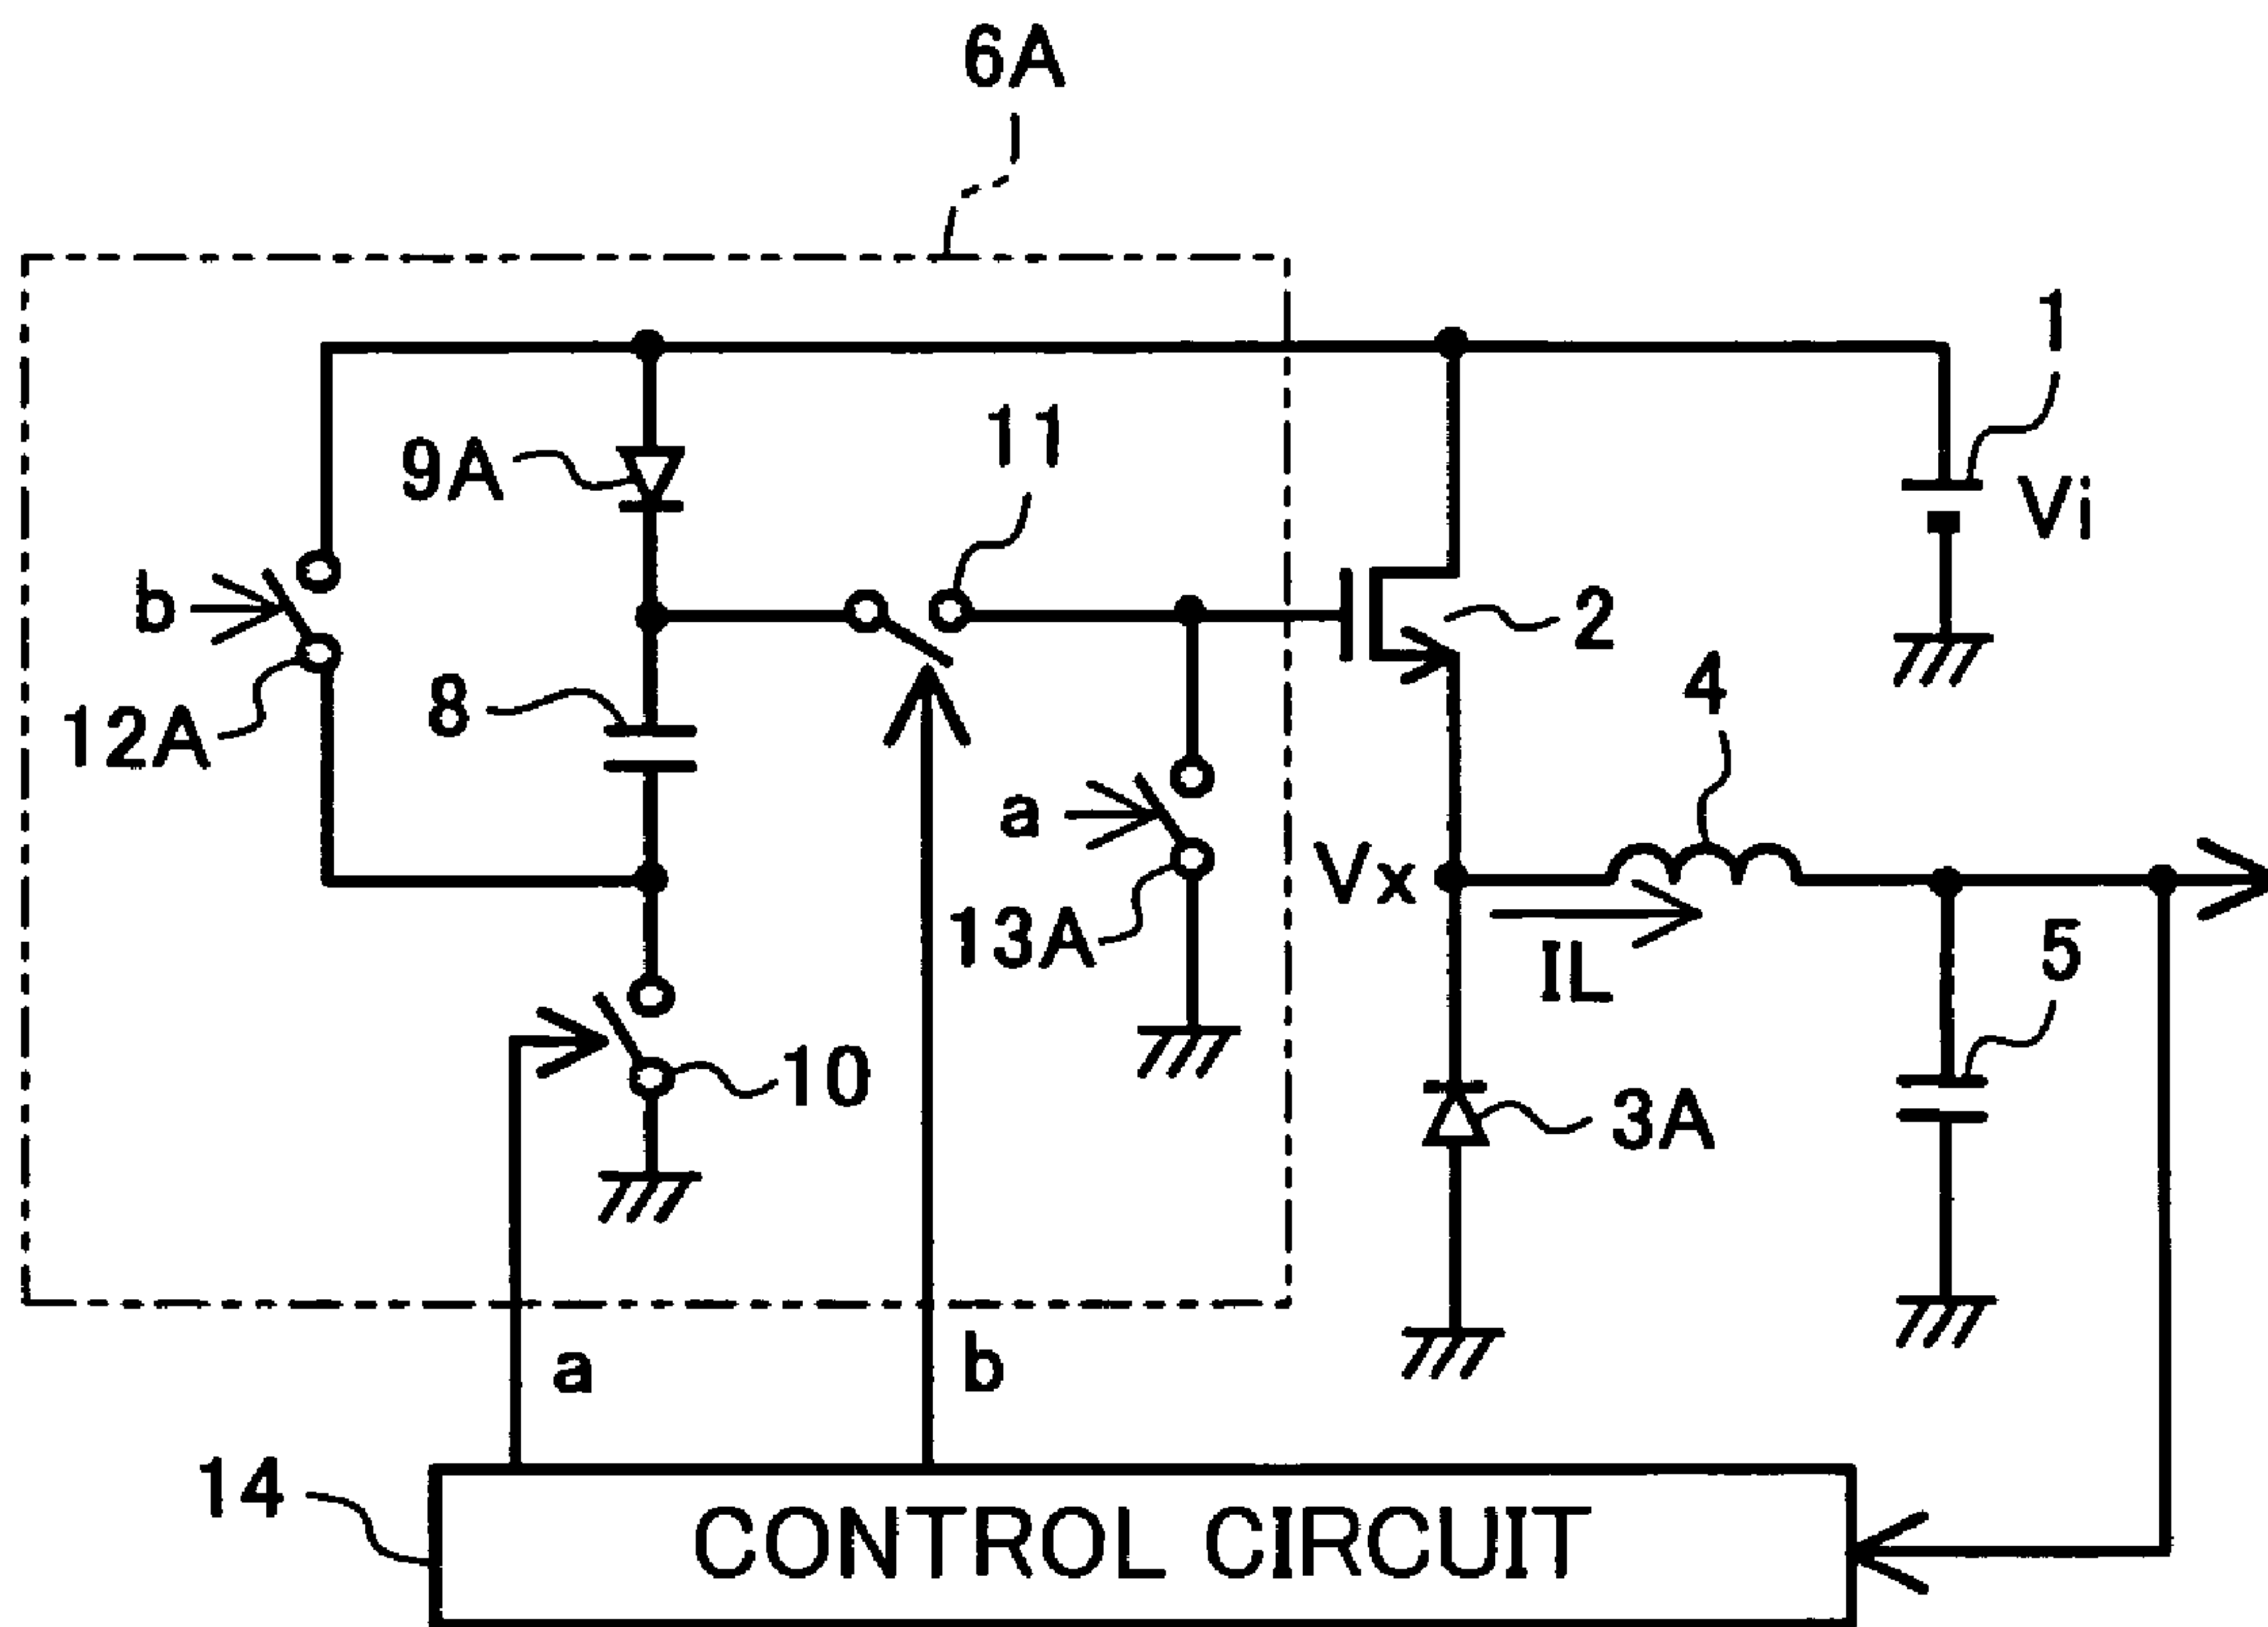 6A
1
11
9A
Vi
b
2
4
8
12A
a
Vx
13A
5
IL
10
3A
a
b
14
CONTROL CIRCUIT